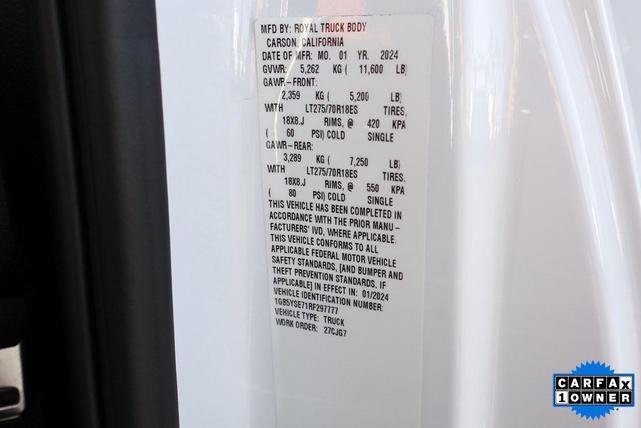 MFD BY: ROYAL TRUCK BODY
CARSON, CALIFORNIA
DATE OF MFR: MO. 01 YR. 2024
GVWR: 5,262 KG ( 11,600 LB)
GAWR-FRONT:
2,359 KG ( 5,200 LB)
WITH LT275/70R18ES TIRES,
18X8.J RIMS, @ 420 KPA
( 60 PSI) COLD SINGLE
GAWR-REAR:
3,289 KG ( 7,250 LB)
WITH LT275/70R18ES TIRES,
18X8.J RIMS, @ 550 KPA
( 80 PSI) COLD SINGLE
THIS VEHICLE HAS BEEN COMPLETED IN
ACCORDANCE WITH THE PRIOR MANU-
FACTURERS' IVD, WHERE APPLICABLE.
THIS VEHICLE CONFORMS TO ALL
APPLICABLE FEDERAL MOTOR VEHICLE
SAFETY STANDARDS, [AND BUMPER AND
THEFT PREVENTION STANDARDS, IF
APPLICABLE] IN EFFECT IN: 01/2024
VEHICLE IDENTIFICATION NUMBER:
1GB5YSE71RF297777
VEHICLE TYPE: TRUCK
WORK ORDER: 27CJG7
CARFAX
1 OWNER